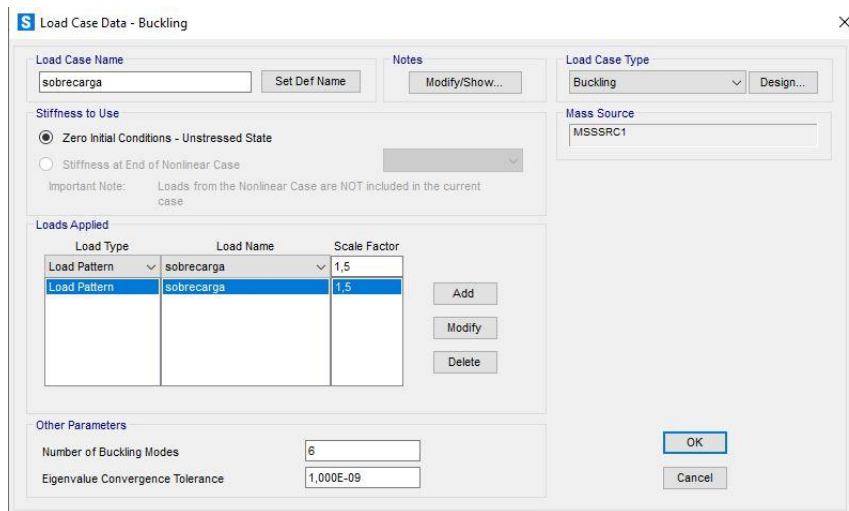 S Load Case Data - Buckling
Load Case Name
sobrecarga
Set Def Name
Notes
Modify/Show...
Load Case Type
Buckling
Design...
Stiffness to Use
Zero Initial Conditions - Unstressed State
Stiffness at End of Nonlinear Case
Important Note: Loads from the Nonlinear Case are NOT included in the current
case
Mass Source
MSSSRC1
Loads Applied
Load Type Load Name Scale Factor
Load Pattern sobrecarga 1,5
Load Pattern sobrecarga 1,5
Add
Modify
Delete
Other Parameters
Number of Buckling Modes 6
Eigenvalue Convergence Tolerance 1,000E-09
OK
Cancel